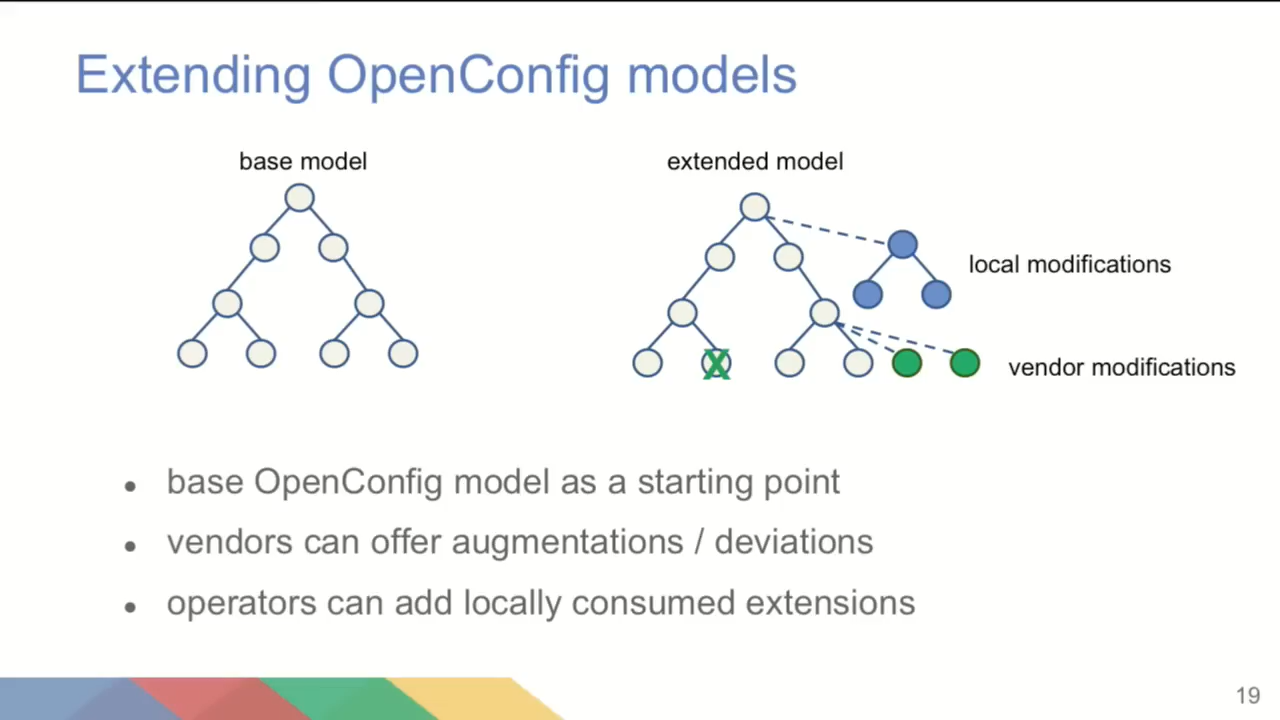 Extending OpenConfig models
base model
extended model
local modifications
X
vendor modifications
base OpenConfig model as a starting point
vendors can offer augmentations / deviations
operators can add locally consumed extensions
19